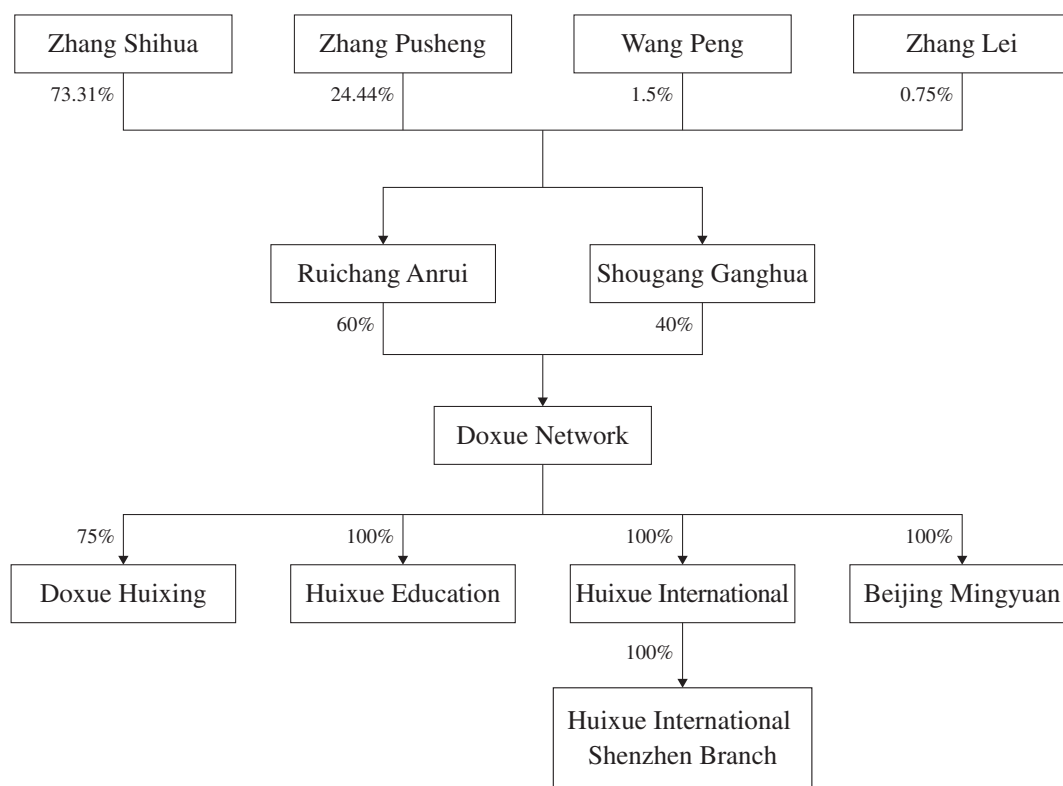 Zhang Shihua
Zhang Pusheng
Wang Peng
Zhang Lei
73.31%
24.44%
1.5%
0.75%
Ruichang Anrui
Shougang Ganghua
60%
40%
Doxue Network
75%
100%
100%
100%
Doxue Huixing
Huixue Education
Huixue International
Beijing Mingyuan
100%
Huixue International
Shenzhen Branch